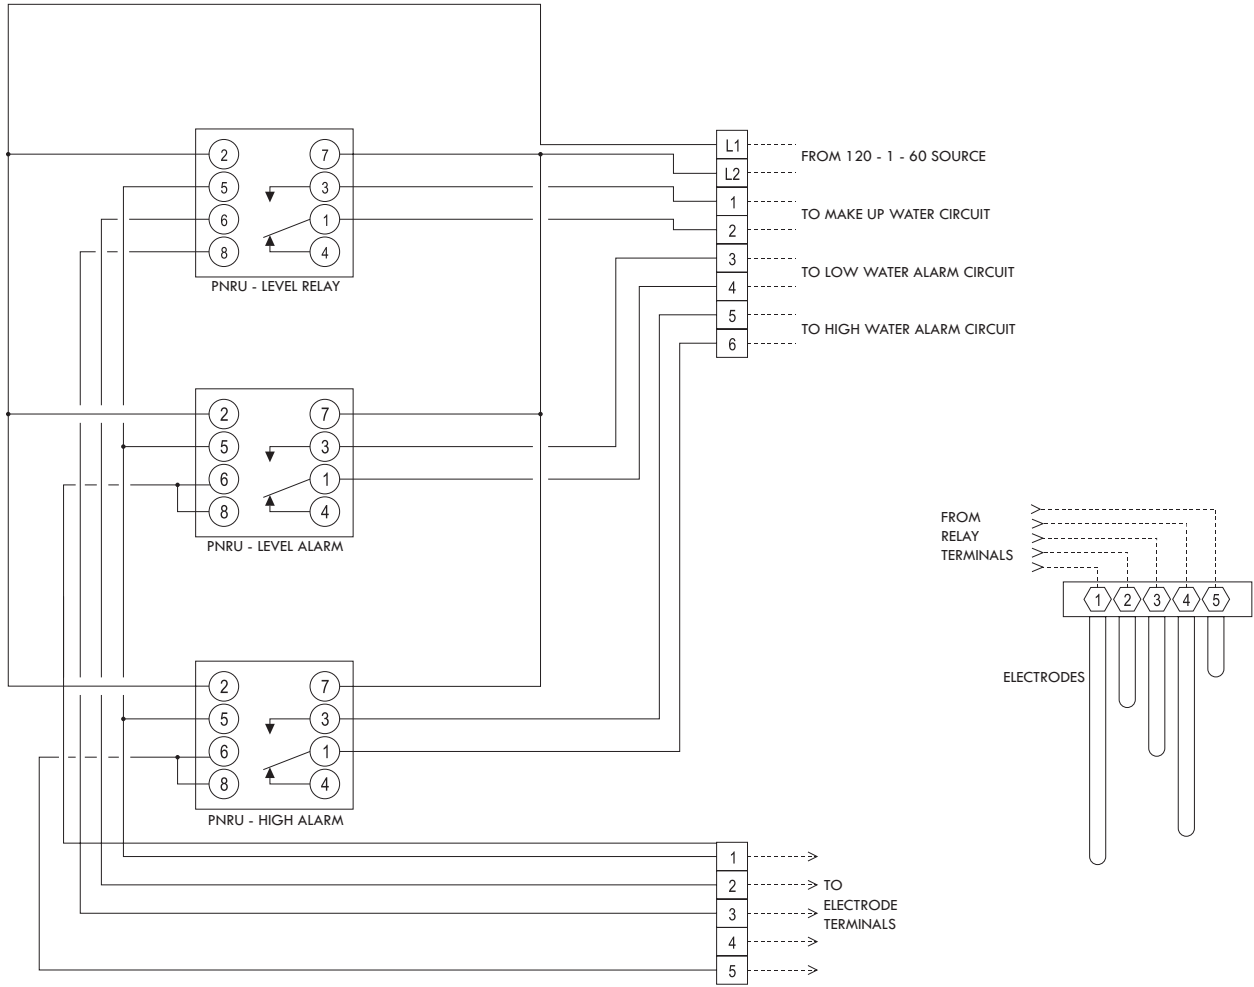 2 7
5 3
6 1
8 4
PNRU - LEVEL RELAY
L1
L2
1
2
3
4
5
6
FROM 120 - 1 - 60 SOURCE
TO MAKE UP WATER CIRCUIT
TO LOW WATER ALARM CIRCUIT
TO HIGH WATER ALARM CIRCUIT
2 7
5 3
6 1
8 4
PNRU - LEVEL ALARM
FROM
RELAY
TERMINALS
1 2 3 4 5
ELECTRODES
2 7
5 3
6 1
8 4
PNRU - HIGH ALARM
1
2
3
4
5
TO
ELECTRODE
TERMINALS